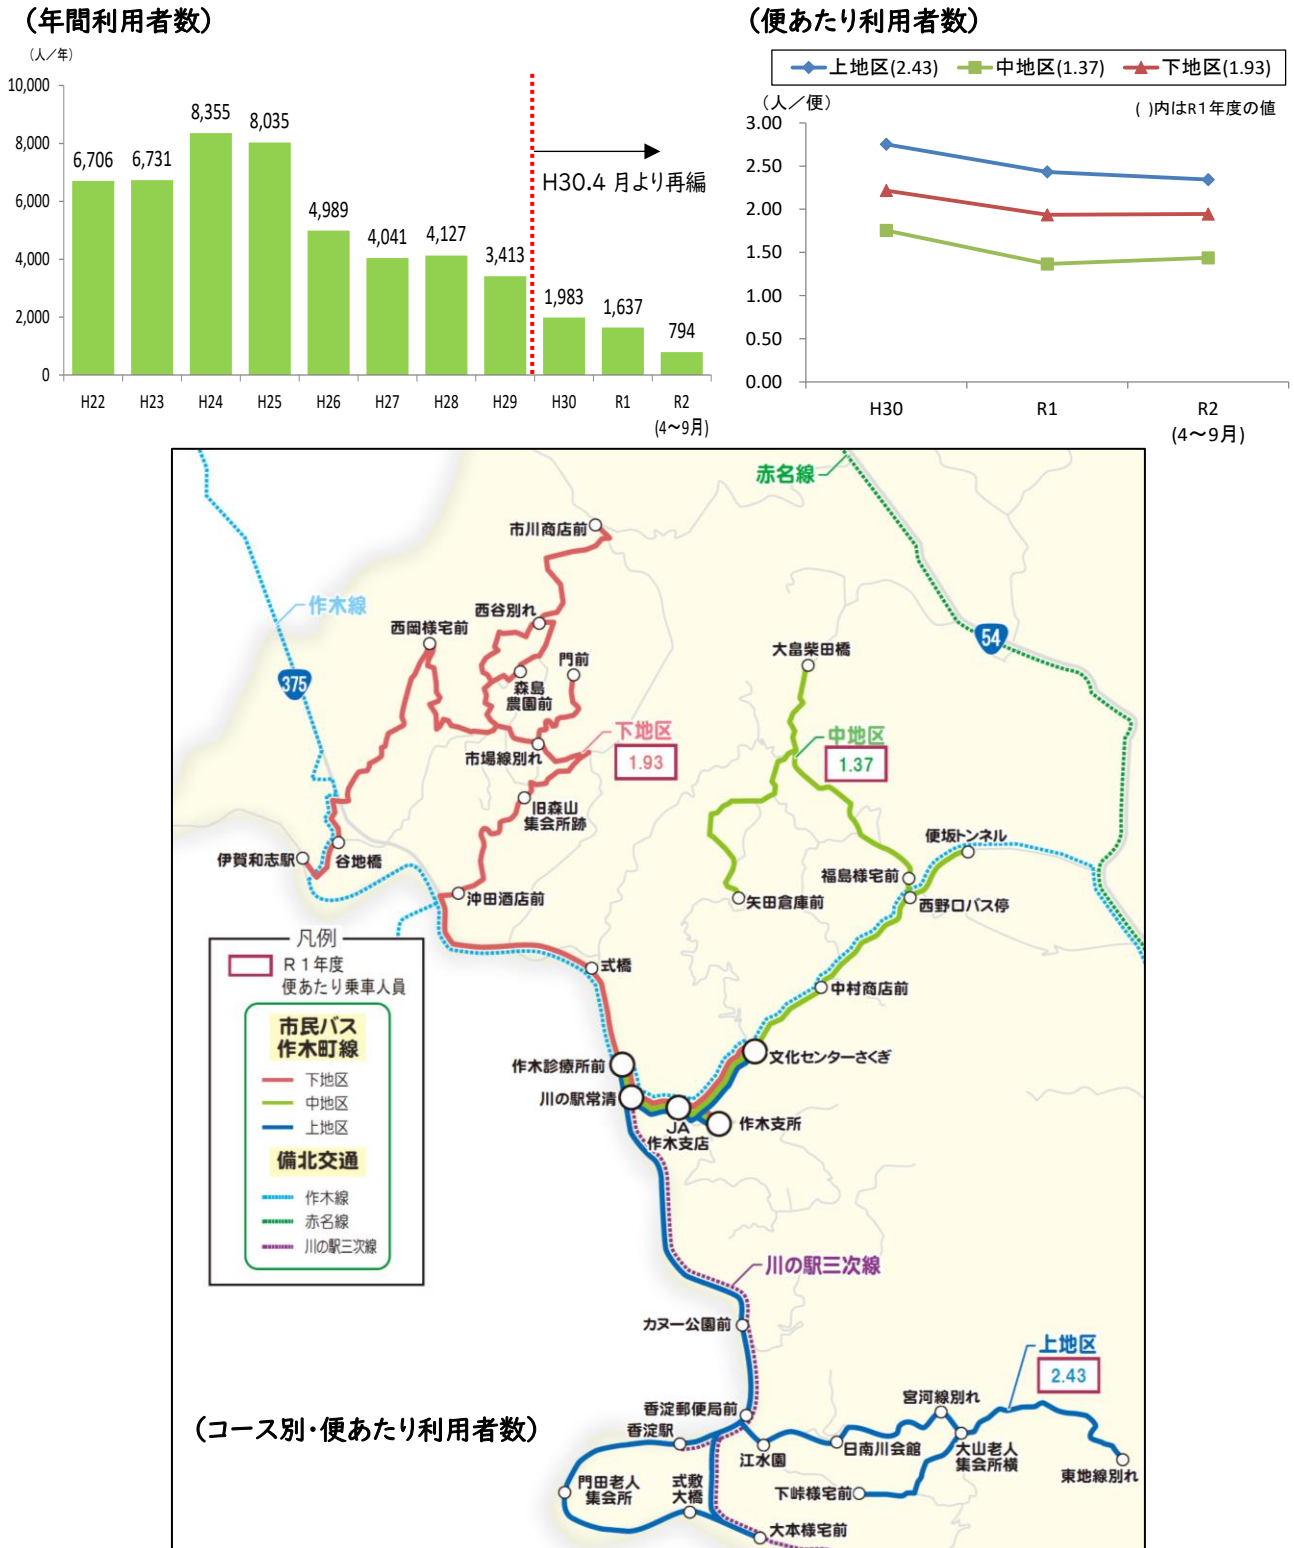 （年間利用者数）
（人／年）
10,000
8,000
6,000
4,000
2,000
0
6,706
6,731
8,355
8,035
4,989
4,041
4,127
3,413
1,983
1,637
794
H30.4 月より再編
H22
H23
H24
H25
H26
H27
H28
H29
H30
R1
R2
(4～9月)
（便あたり利用者数）
上地区(2.43)
中地区(1.37)
下地区(1.93)
（人／便）
( )内はR1年度の値
3.00
2.50
2.00
1.50
1.00
0.50
0.00
H30
R1
R2
(4～9月)
赤名線
市川商店前
作木線
西谷別れ
西岡様宅前
54
大畠柴田橋
門前
375
森島
農園前
下地区
1.93
中地区
1.37
市場線別れ
旧森山
集会所跡
便坂トンネル
伊賀和志駅
谷地橋
福島様宅前
沖田酒店前
矢田倉庫前
西野口バス停
式橋
中村商店前
凡例
R1年度
便あたり乗車人員
市民バス
作木町線
下地区
中地区
上地区
備北交通
作木線
赤名線
川の駅三次線
文化センターさくぎ
作木診療所前
川の駅常清
JA
作木支店
作木支所
川の駅三次線
カヌー公園前
上地区
2.43
宮河線別れ
香淀郵便局前
（コース別・便あたり利用者数）
香淀駅
江水園
日南川会館
大山老人
集会所横
東地線別れ
門田老人
集会所
式敷
大橋
下峠様宅前
大本様宅前